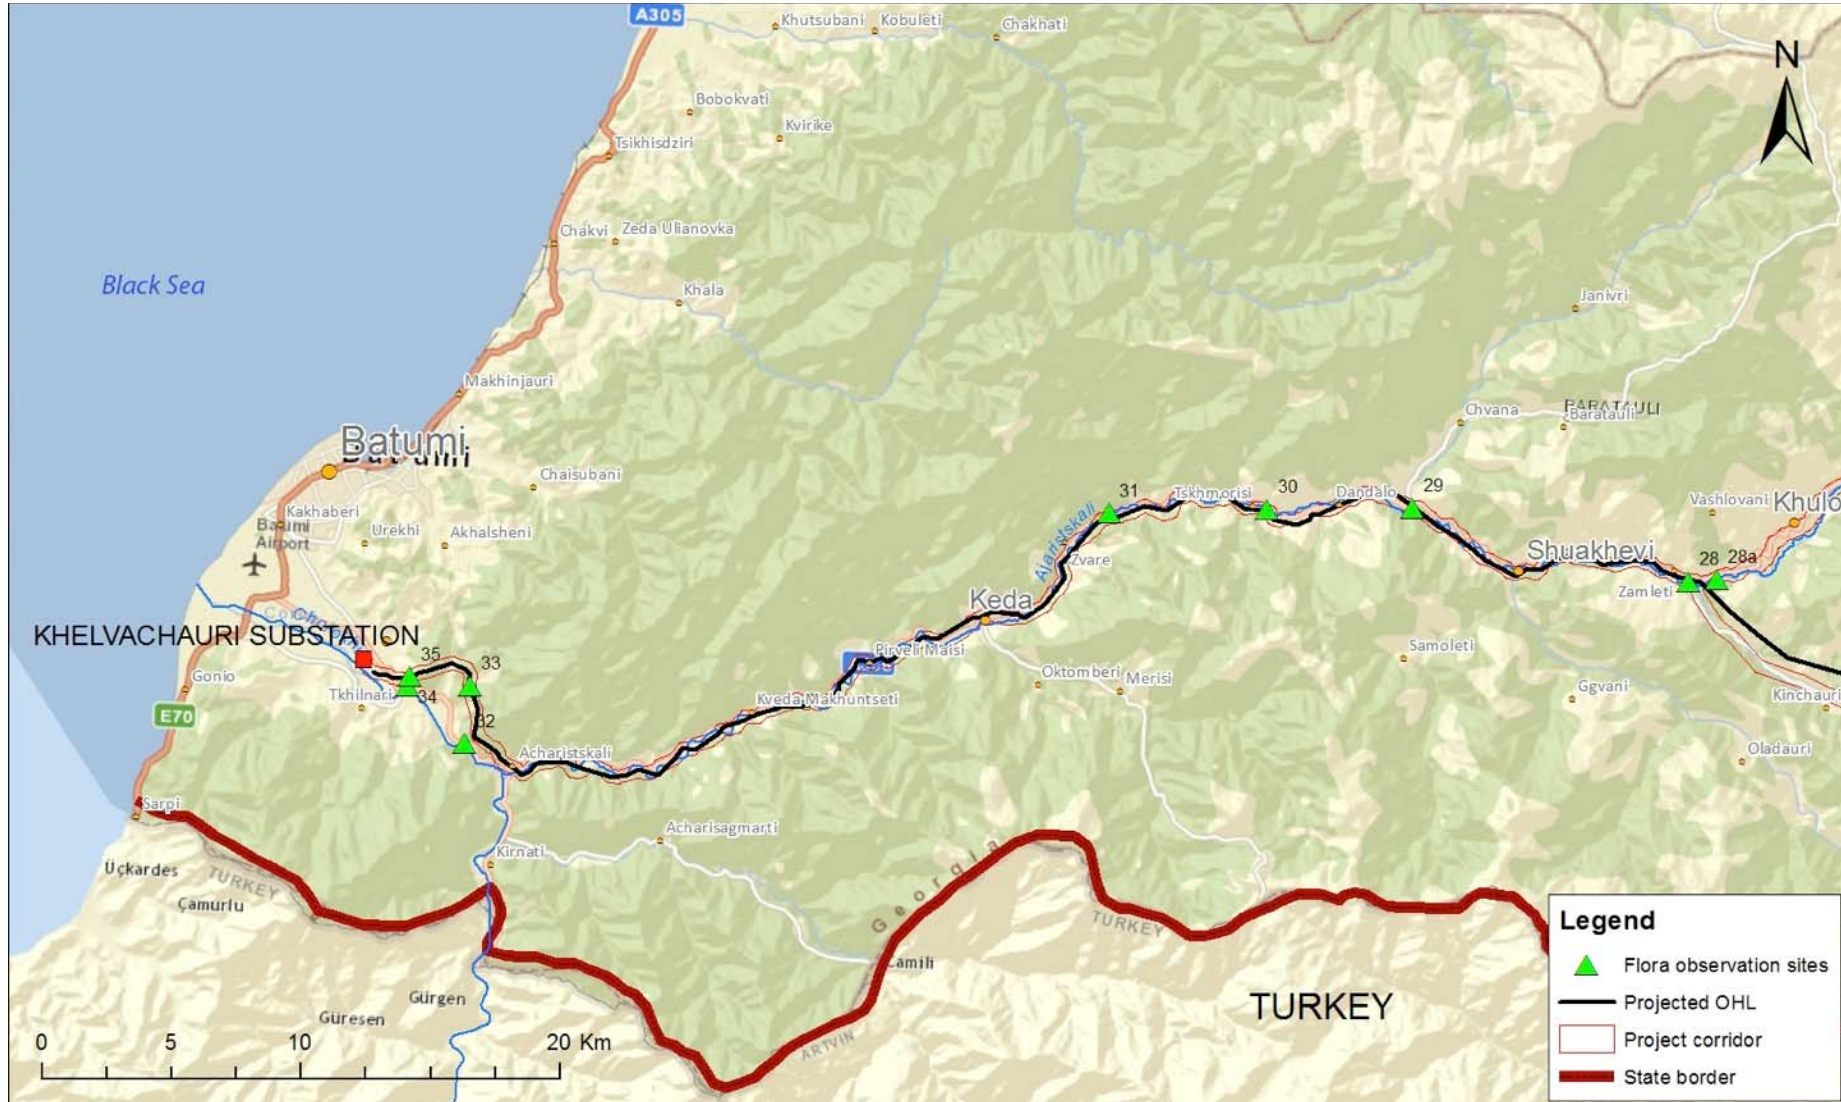 A305
Khutsubani
Kobuleti
Chakhati
N
Bobokvati
Kvirike
Tsikhisdziri
Chakvi
Zeda Ulianovka
Black Sea
Khala
Janivri
Makhinjauri
Chvana
BARATAULI
Baratauli
Batumi
Batumi
Chaisubani
Kakhaberi
Batumi
Airport
Urekhi
Akhalsheni
31
Tskhmorisi
30
Dandalo
29
Vashlovani
Khulo
Ajaristskali
Zvare
Shuakhevi
28
28a
Zamleti
Keda
KHELVACHAURI SUBSTATION
35
33
34
32
Pirveli Maisi
Samoleti
Gonio
Tkhilnari
Oktomberi
Merisi
Ggvani
Kinchauri
E70
Kveda Makhuntseti
Acharistskali
Oladauri
Sarpi
Acharisagmarti
Kirnati
Georgia
Üçkardes
TURKEY
Çamurlu
TURKEY
Camili
Gürgen
Güresen
TURKEY
ARTVIN
0 5 10 20 Km
Legend
Flora observation sites
Projected OHL
Project corridor
State border